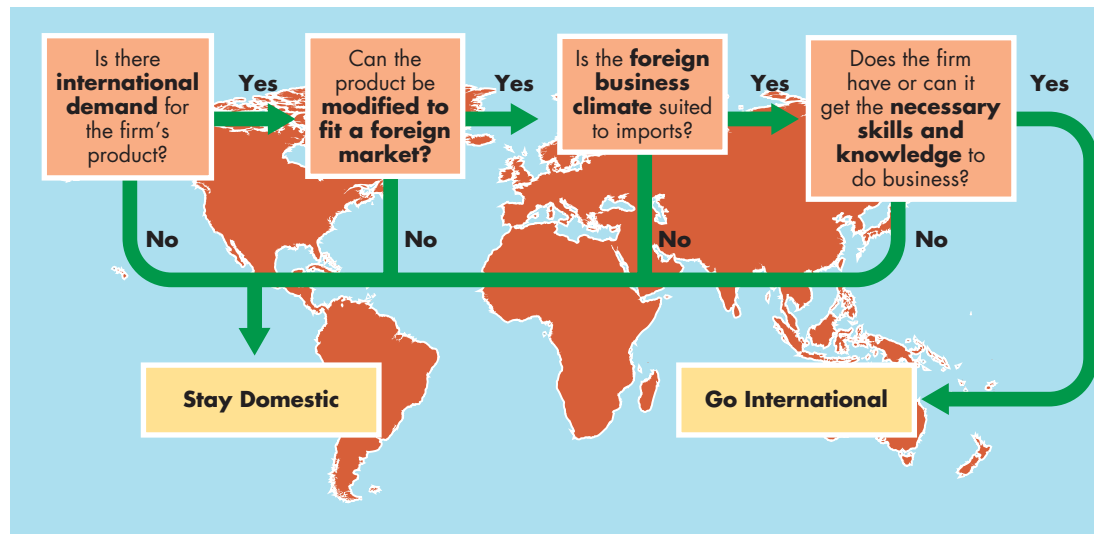 Is there
international
demand for
the firm's
product?
Yes
Can the
product be
modified to
fit a foreign
market?
Yes
Is the foreign
business
climate suited
to imports?
Yes
Does the firm
have or can it
get the necessary
skills and
knowledge to
do business?
Yes
No
No
No
No
Stay Domestic
Go International